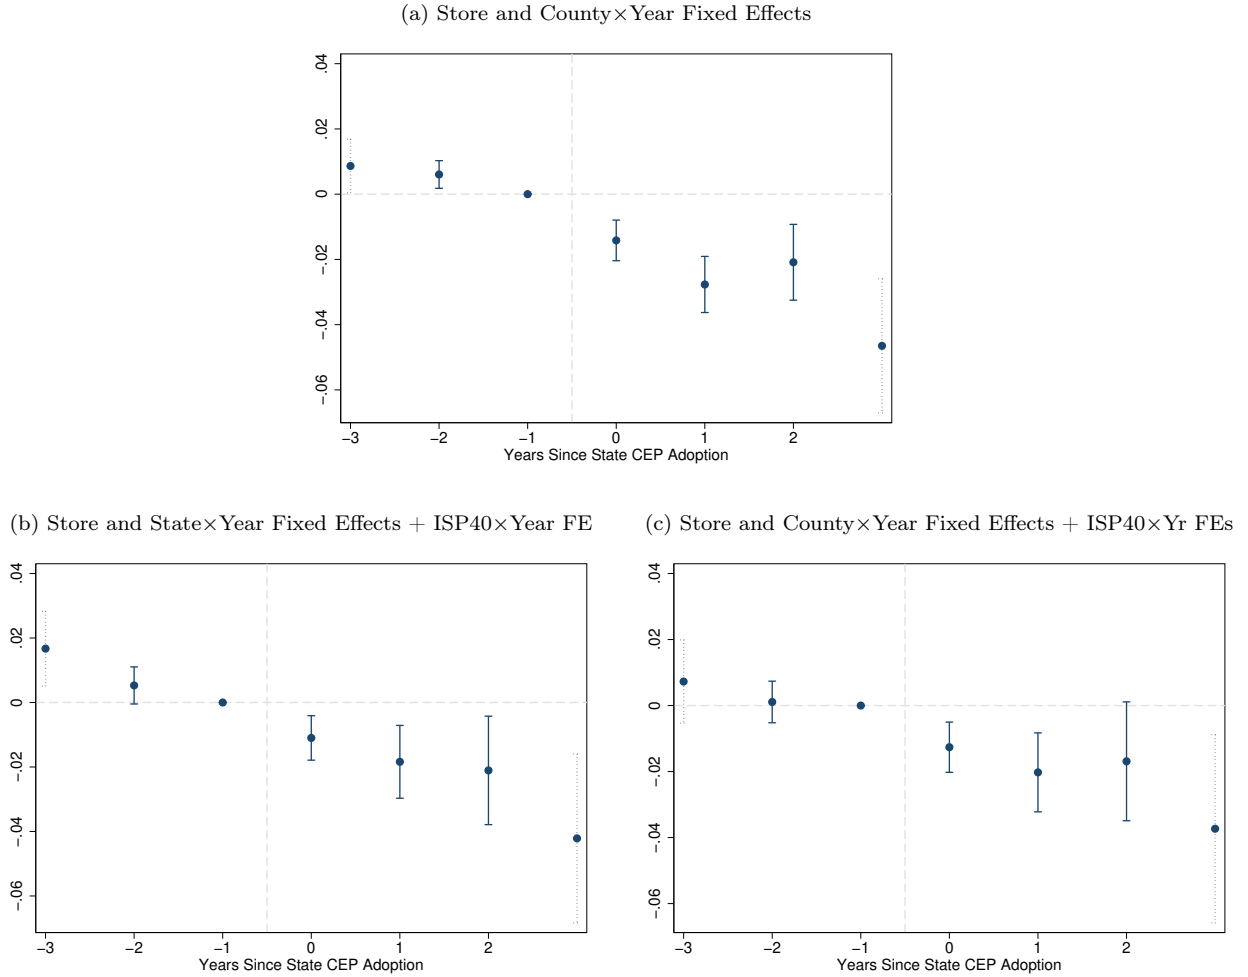 (a) Store and County×Year Fixed Effects
.04
.02
0
−.02
−.04
−.06
−3 −2 −1 0 1 2
Years Since State CEP Adoption
(b) Store and State×Year Fixed Effects + ISP40×Year FE
.04
.02
0
−.02
−.04
−.06
−3 −2 −1 0 1 2
Years Since State CEP Adoption
(c) Store and County×Year Fixed Effects + ISP40×Yr FEs
.04
.02
0
−.02
−.04
−.06
−3 −2 −1 0 1 2
Years Since State CEP Adoption